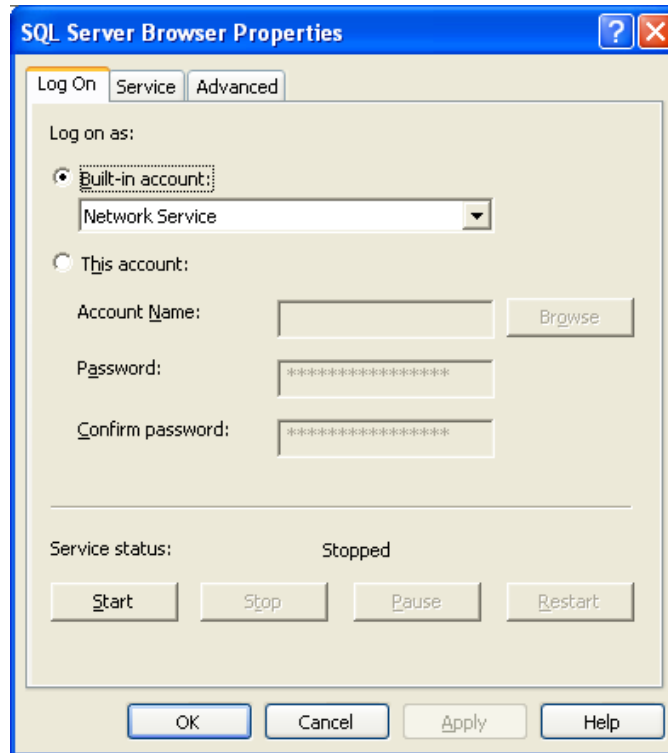 SQL Server Browser Properties
Log On Service Advanced
Log on as:
Built-in account:
Network Service
This account:
Account Name: Browse
Password: ***************
Confirm password: ***************
Service status: Stopped
Start Stop Pause Restart
OK Cancel Apply Help